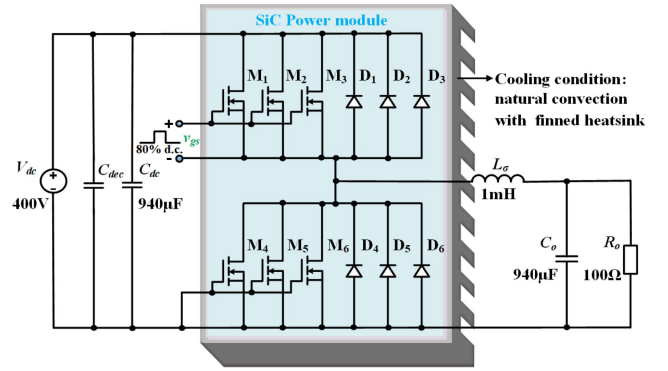 SiC Power module
M1
M2
M3
D1
D2
D3
Cooling condition:
natural convection
with finned heatsink
+
vgs
80% d.c.
-
Vdc
400V
+
-
Cdec
Cdc
940μF
Lσ
1mH
M4
M5
M6
D4
D5
D6
Co
940μF
Ro
100Ω